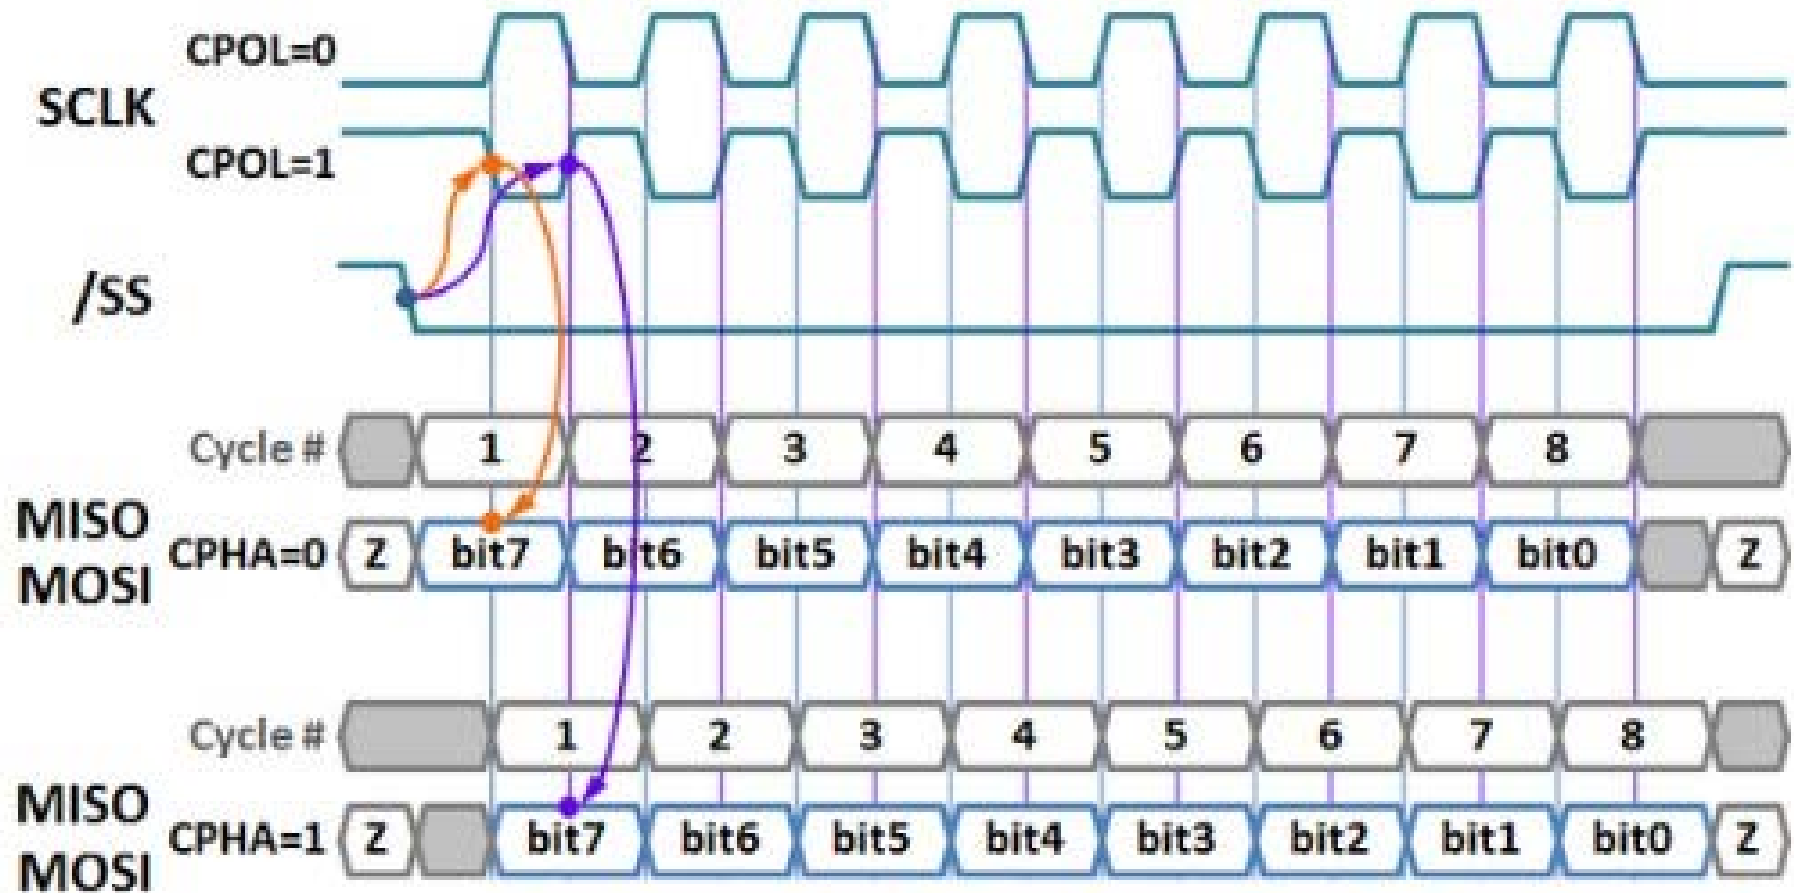 CPOL=0
SCLK
CPOL=1
/SS
Cycle # 1 2 3 4 5 6 7 8
MISO
MOSI
CPHA=0 Z bit7 bit6 bit5 bit4 bit3 bit2 bit1 bit0 Z
Cycle # 1 2 3 4 5 6 7 8
MISO
MOSI
CPHA=1 Z bit7 bit6 bit5 bit4 bit3 bit2 bit1 bit0 Z